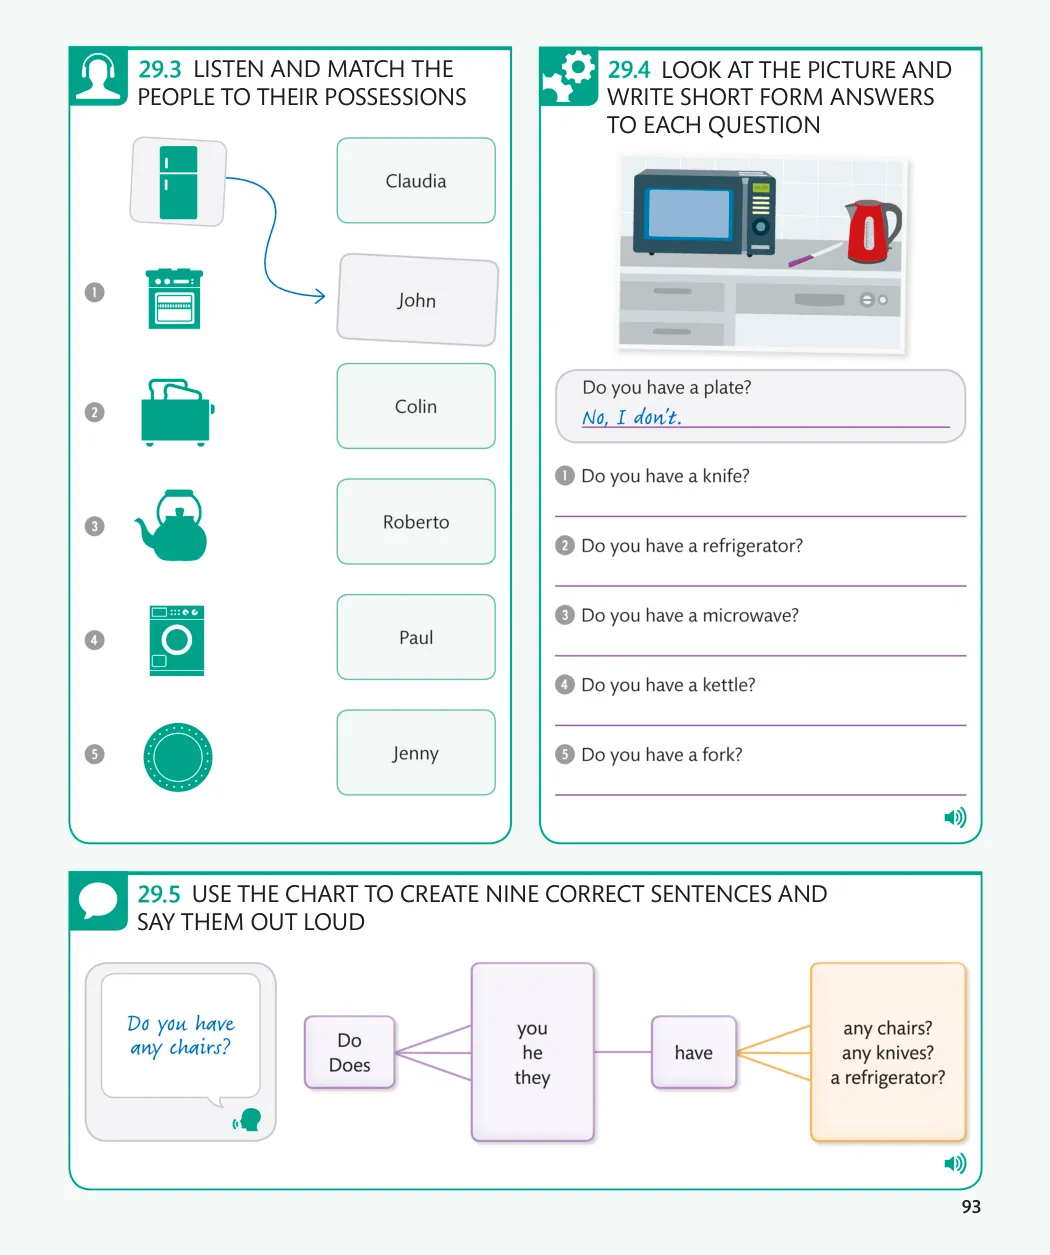 29.3 LISTEN AND MATCH THE
PEOPLE TO THEIR POSSESSIONS
Claudia
John
1
Colin
2
Roberto
3
Paul
4
Jenny
5
29.4 LOOK AT THE PICTURE AND
WRITE SHORT FORM ANSWERS
TO EACH QUESTION
Do you have a plate?
No, I don't.
1 Do you have a knife?
2 Do you have a refrigerator?
3 Do you have a microwave?
4 Do you have a kettle?
5 Do you have a fork?
29.5 USE THE CHART TO CREATE NINE CORRECT SENTENCES AND
SAY THEM OUT LOUD
Do you have
any chairs?
Do
Does
you
he
they
have
any chairs?
any knives?
a refrigerator?
93